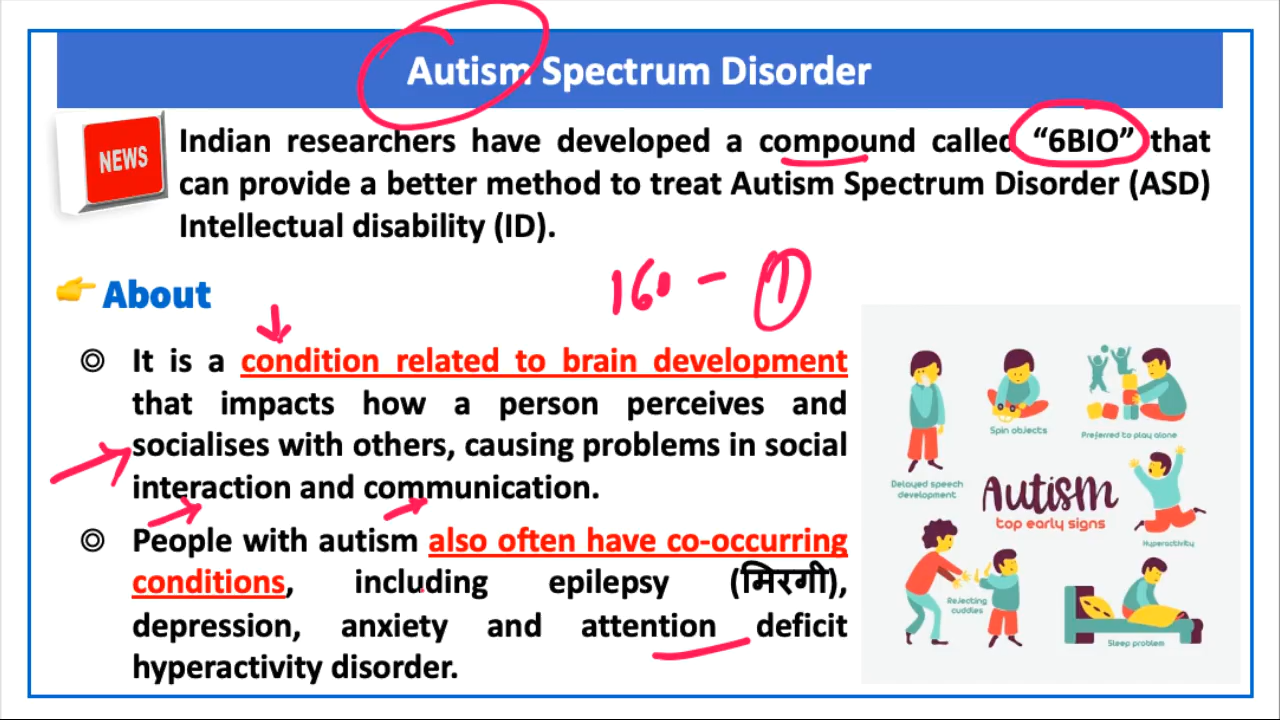 Autism Spectrum Disorder
NEWS
Indian researchers have developed a compound called "6BIO" that
can provide a better method to treat Autism Spectrum Disorder (ASD)
Intellectual disability (ID).
160 - 1
About
It is a condition related to brain development
that impacts how a person perceives and
socialises with others, causing problems in social
interaction and communication.
People with autism also often have co-occurring
conditions, including epilepsy (मिरगी),
depression, anxiety and attention deficit
hyperactivity disorder.
Spin objects
Preferred to play alone
Delayed speech
development
Autism
top early signs
Hyperactivity
Rejecting
cuddles
Sleep problem